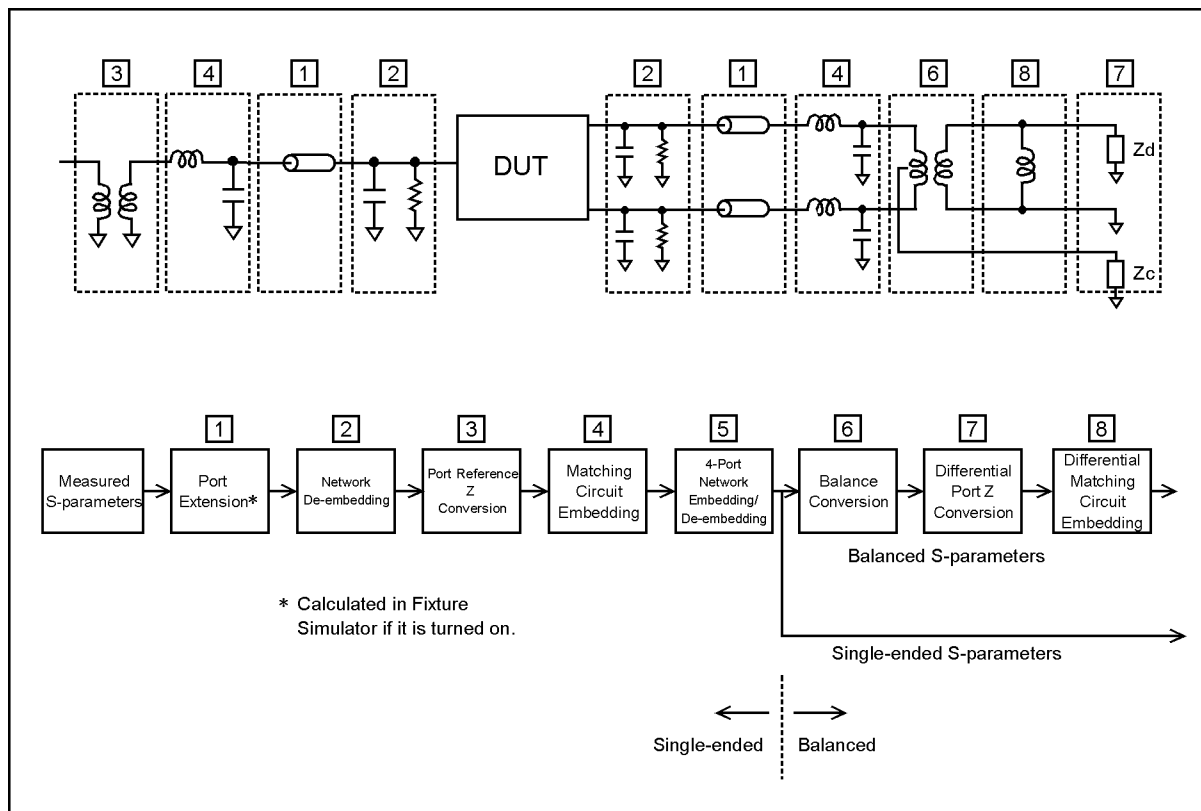 3 4 1 2 2 1 4 6 8 7
DUT
Zd
Zc
1 2 3 4 5 6 7 8
Measured
S-parameters
Port
Extension*
Network
De-embedding
Port Reference
Z
Conversion
Matching
Circuit
Embedding
4-Port
Network
Embedding/
De-embedding
Balance
Conversion
Differential
Port Z
Conversion
Differential
Matching
Circuit
Embedding
Balanced S-parameters
* Calculated in Fixture
Simulator if it is turned on.
Single-ended S-parameters
Single-ended Balanced